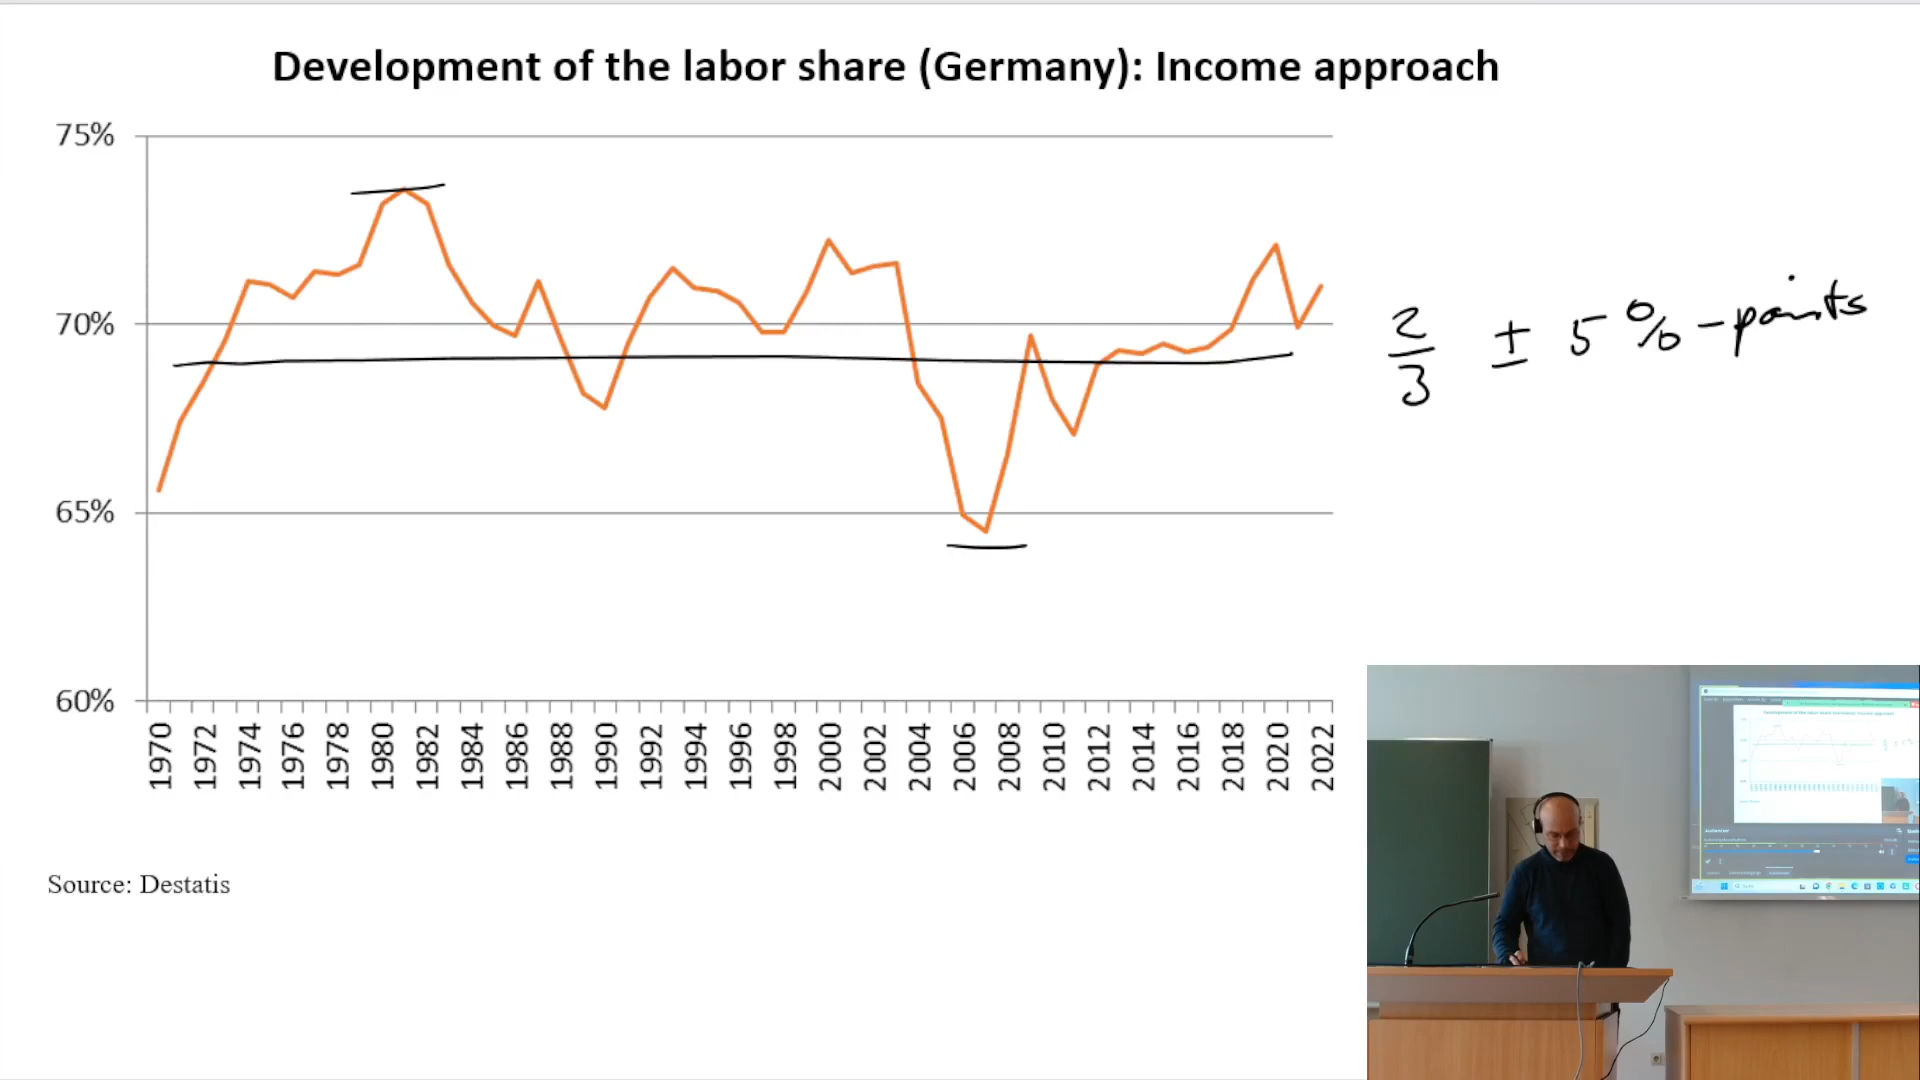 Development of the labor share (Germany): Income approach
75%
70%
65%
60%
1970 1972 1974 1976 1978 1980 1982 1984 1986 1988 1990 1992 1994 1996 1998 2000 2002 2004 2006 2008 2010 2012 2014 2016 2018 2020 2022
2/3 ± 5 %-points
Source: Destatis